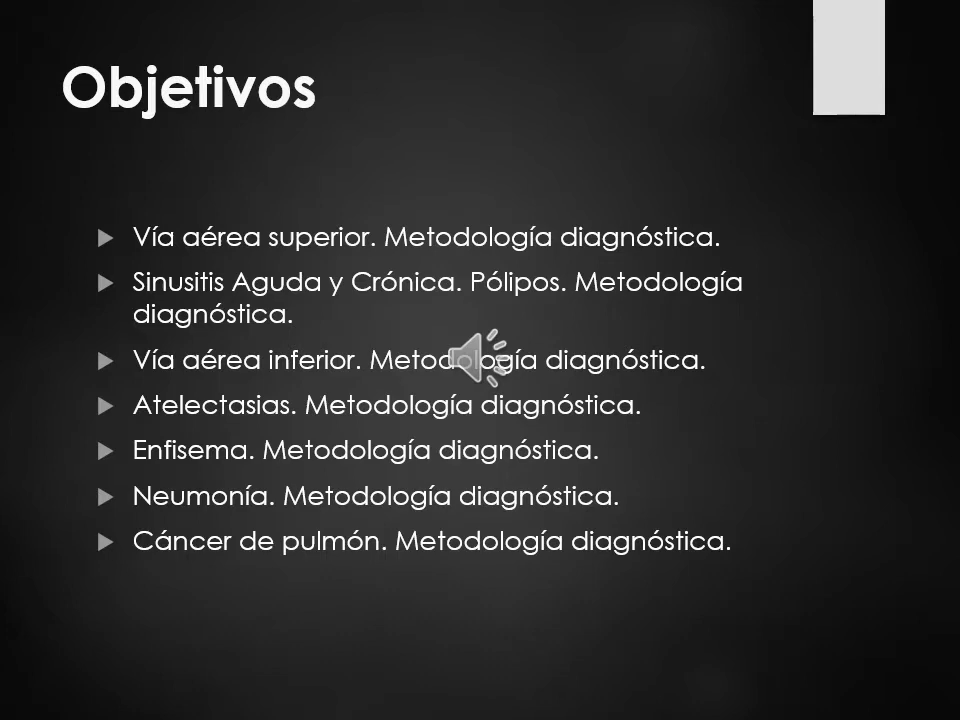 Objetivos
Vía aérea superior. Metodología diagnóstica.
Sinusitis Aguda y Crónica. Pólipos. Metodología
diagnóstica.
Vía aérea inferior. Metodología diagnóstica.
Atelectasias. Metodología diagnóstica.
Enfisema. Metodología diagnóstica.
Neumonía. Metodología diagnóstica.
Cáncer de pulmón. Metodología diagnóstica.